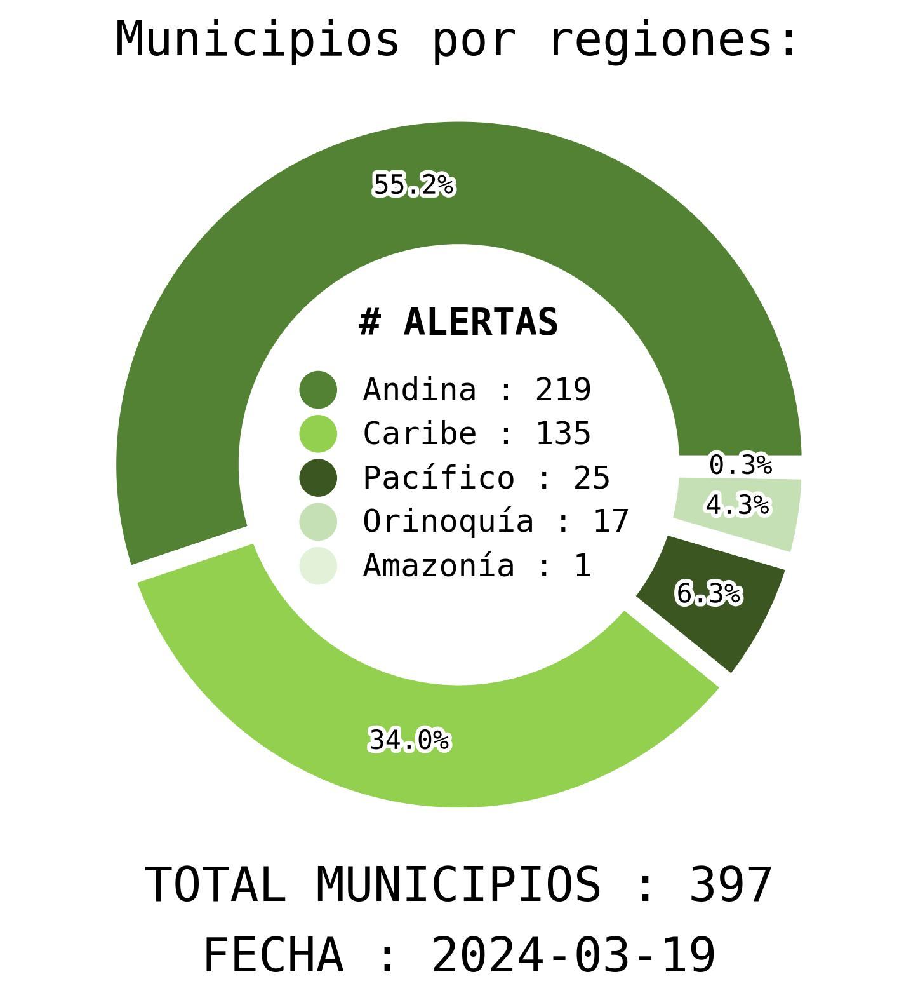 Municipios por regiones:
55.2%
# ALERTAS
Andina : 219
Caribe : 135
Pacífico : 25
Orinoquía : 17
Amazonía : 1
0.3%
4.3%
6.3%
34.0%
TOTAL MUNICIPIOS : 397
FECHA : 2024-03-19